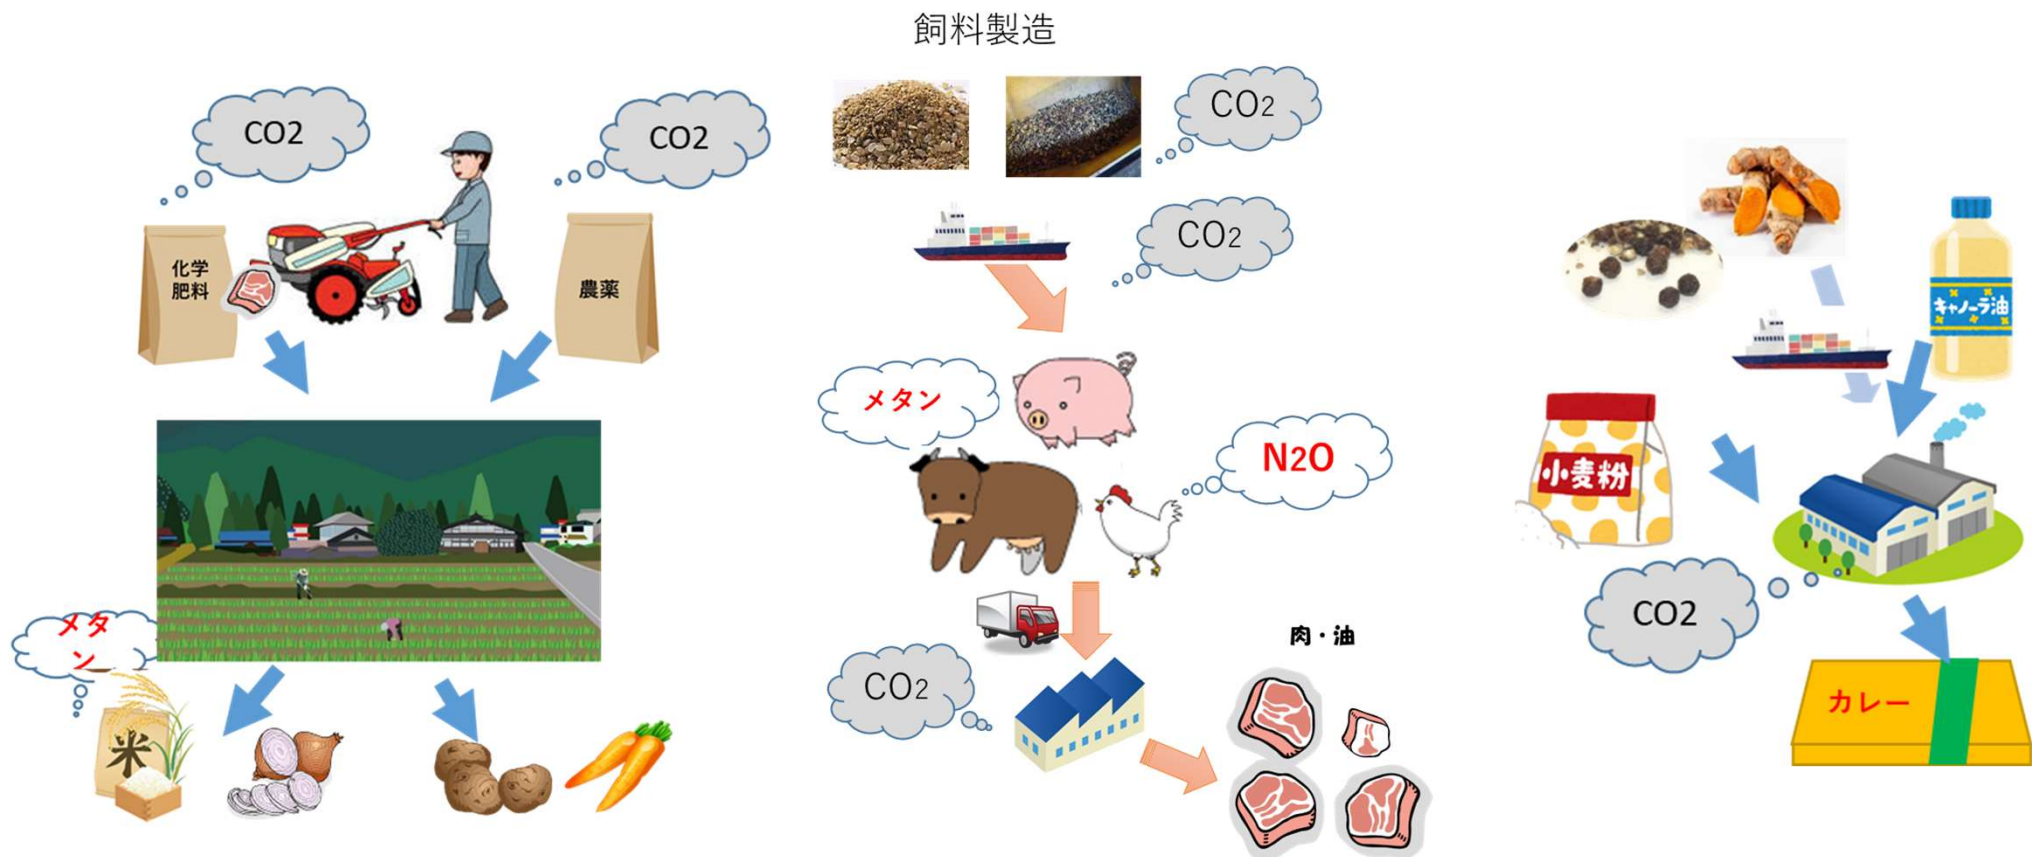 飼料製造
CO2
CO2
化学
肥料
農薬
メタ
ン
米
CO2
CO2
メタン
N2O
CO2
肉・油
キャノーラ油
小麦粉
CO2
カレー